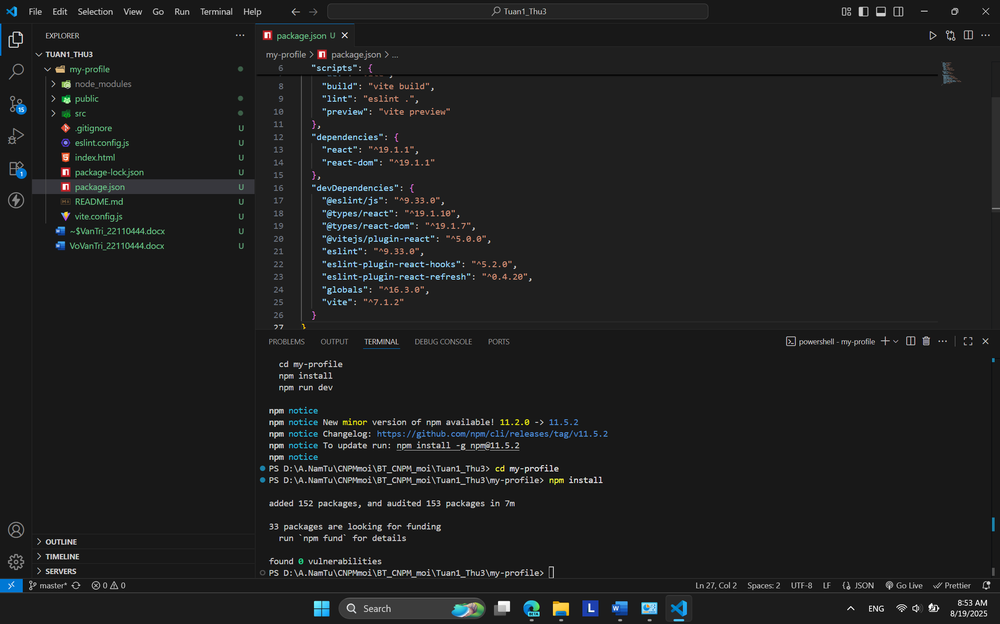 File Edit Selection View Go Run Terminal Help
Tuan1_Thu3
EXPLORER
TUAN1_THU3
my-profile
node_modules
public
src
.gitignore U
eslint.config.js U
index.html U
package-lock.json U
package.json U
README.md U
vite.config.js U
~$VanTri_22110444.docx U
VoVanTri_22110444.docx U
OUTLINE
TIMELINE
SERVERS
15
1
package.json U
my-profile > package.json > ...
6 "scripts": {
8 "build": "vite build",
9 "lint": "eslint .",
10 "preview": "vite preview"
11 },
12 "dependencies": {
13 "react": "^19.1.1",
14 "react-dom": "^19.1.1"
15 },
16 "devDependencies": {
17 "@eslint/js": "^9.33.0",
18 "@types/react": "^19.1.10",
19 "@types/react-dom": "^19.1.7",
20 "@vitejs/plugin-react": "^5.0.0",
21 "eslint": "^9.33.0",
22 "eslint-plugin-react-hooks": "^5.2.0",
23 "eslint-plugin-react-refresh": "^0.4.20",
24 "globals": "^16.3.0",
25 "vite": "^7.1.2"
26 }
27 }
PROBLEMS OUTPUT TERMINAL DEBUG CONSOLE PORTS
powershell - my-profile
cd my-profile
npm install
npm run dev
npm notice
npm notice New minor version of npm available! 11.2.0 -> 11.5.2
npm notice Changelog: https://github.com/npm/cli/releases/tag/v11.5.2
npm notice To update run: npm install -g npm@11.5.2
npm notice
PS D:\A.NamTu\CNPMmoi\BT_CNPM_moi\Tuan1_Thu3> cd my-profile
PS D:\A.NamTu\CNPMmoi\BT_CNPM_moi\Tuan1_Thu3\my-profile> npm install
added 152 packages, and audited 153 packages in 7m
33 packages are looking for funding
run `npm fund` for details
found 0 vulnerabilities
PS D:\A.NamTu\CNPMmoi\BT_CNPM_moi\Tuan1_Thu3\my-profile>
master* 0 0
Ln 27, Col 2 Spaces: 2 UTF-8 LF JSON Go Live Prettier
Search
BETA
L
W
ENG
8:53 AM
8/19/2025